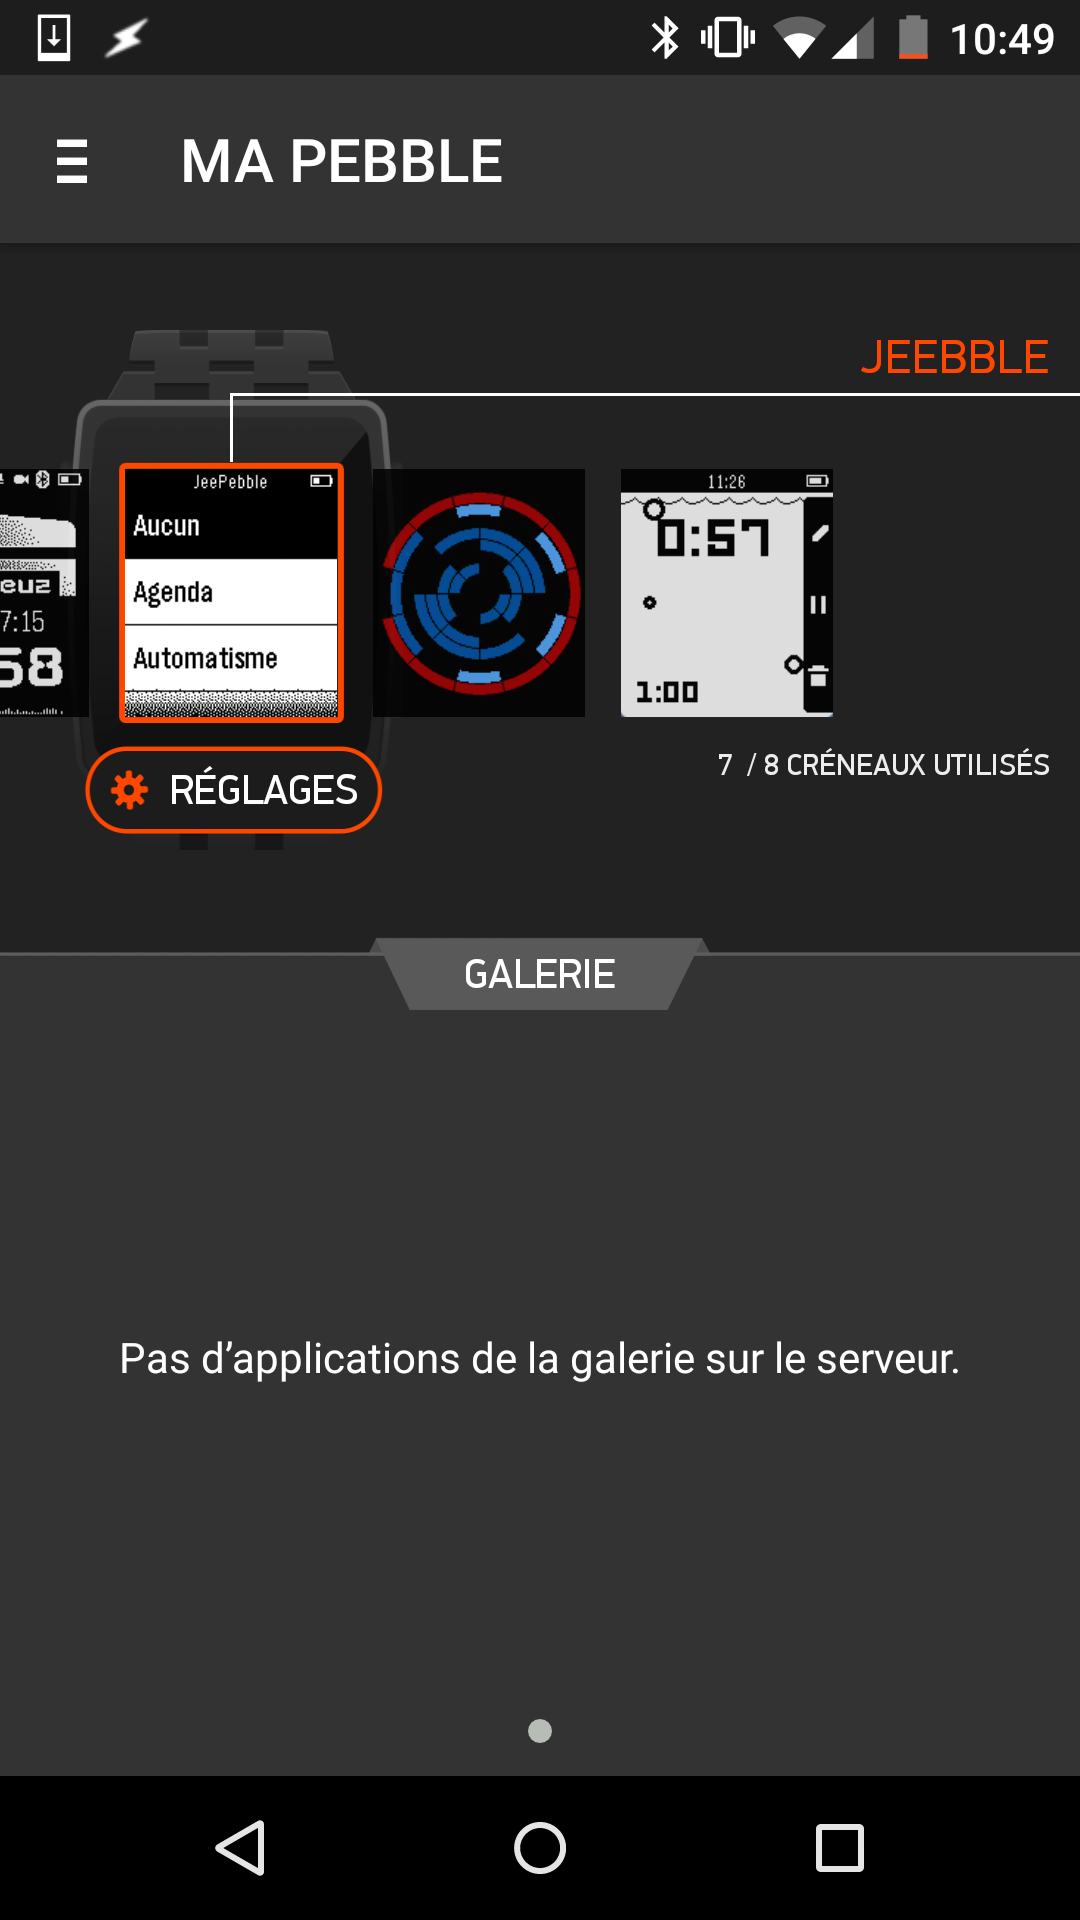 10:49
MA PEBBLE
JEEBBLE
7:15
58
JeePebble
Aucun
Agenda
Automatisme
11:26
0:57
1:00
RÉGLAGES
7 / 8 CRÉNEAUX UTILISÉS
GALERIE
Pas d’applications de la galerie sur le serveur.